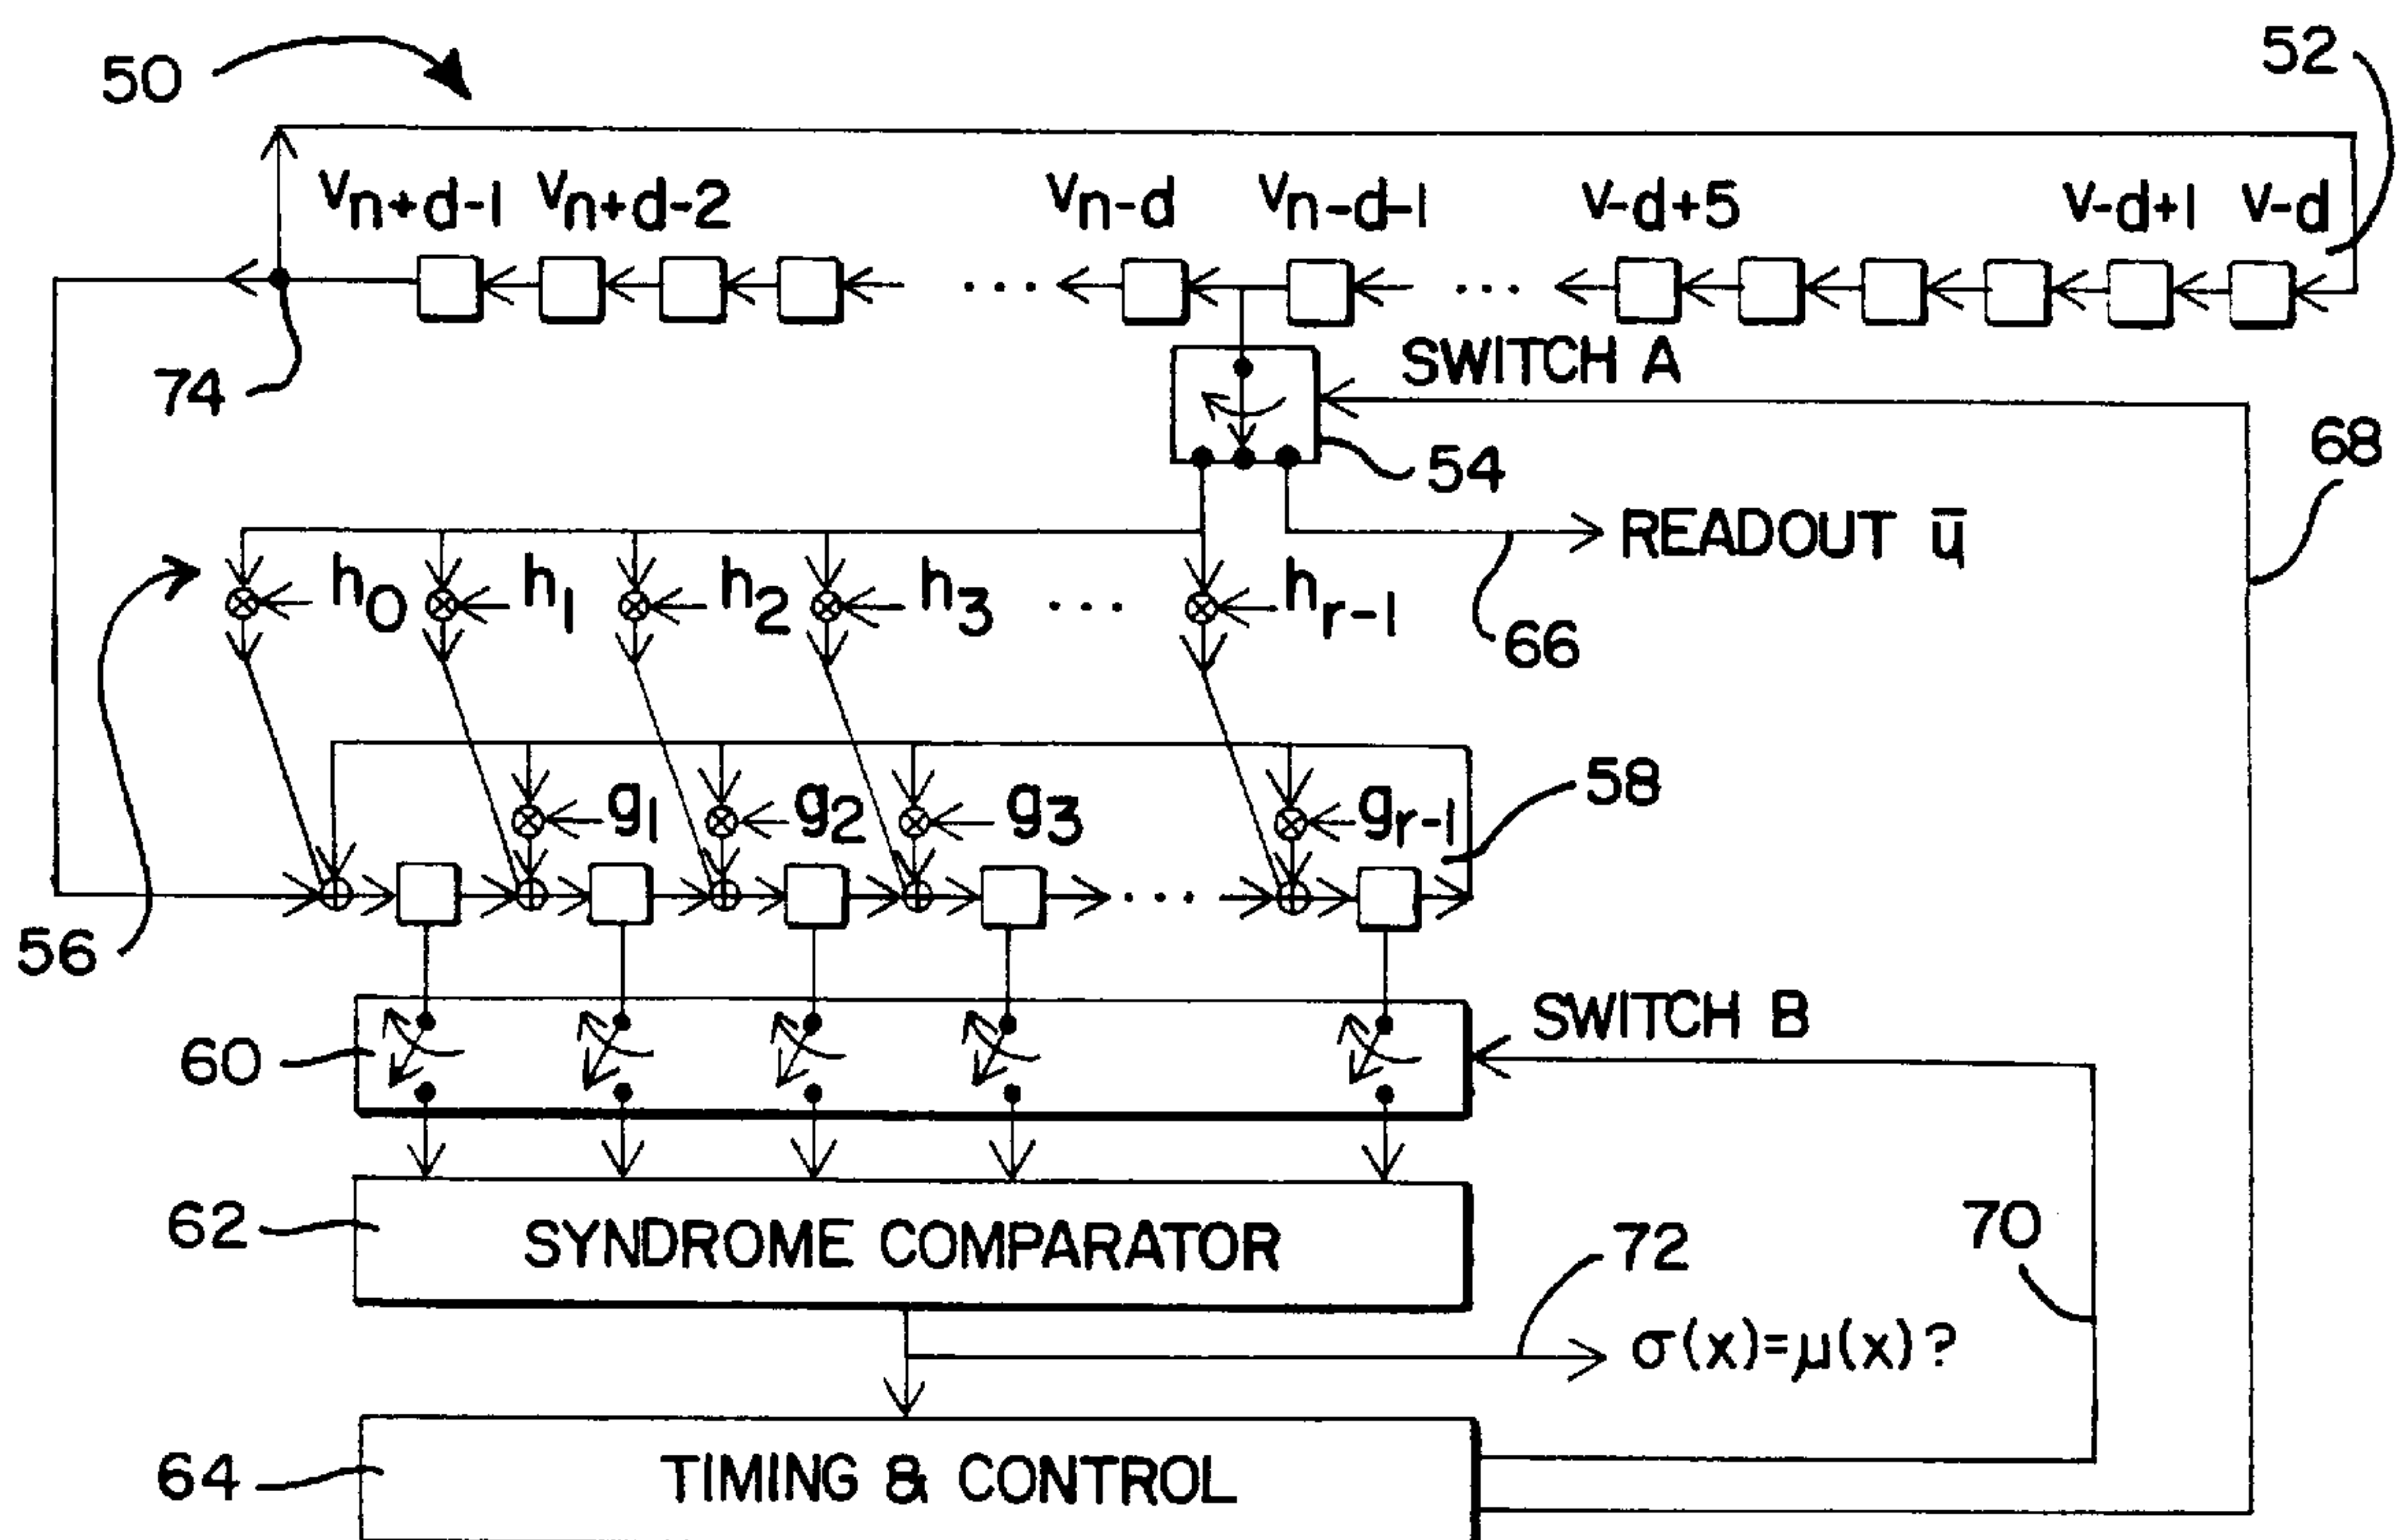 50
52
vn+d-1 vn+d-2 vn-d vn-d-1 v-d+5 v-d+1 v-d
...
...
SWITCH A
74
54
68
READOUT ū
h0 h1 h2 h3 ... hr-1
66
g1 g2 g3 gr-1
58
...
56
SWITCH B
60
62
SYNDROME COMPARATOR
72
70
σ(x)=μ(x)?
64
TIMING & CONTROL